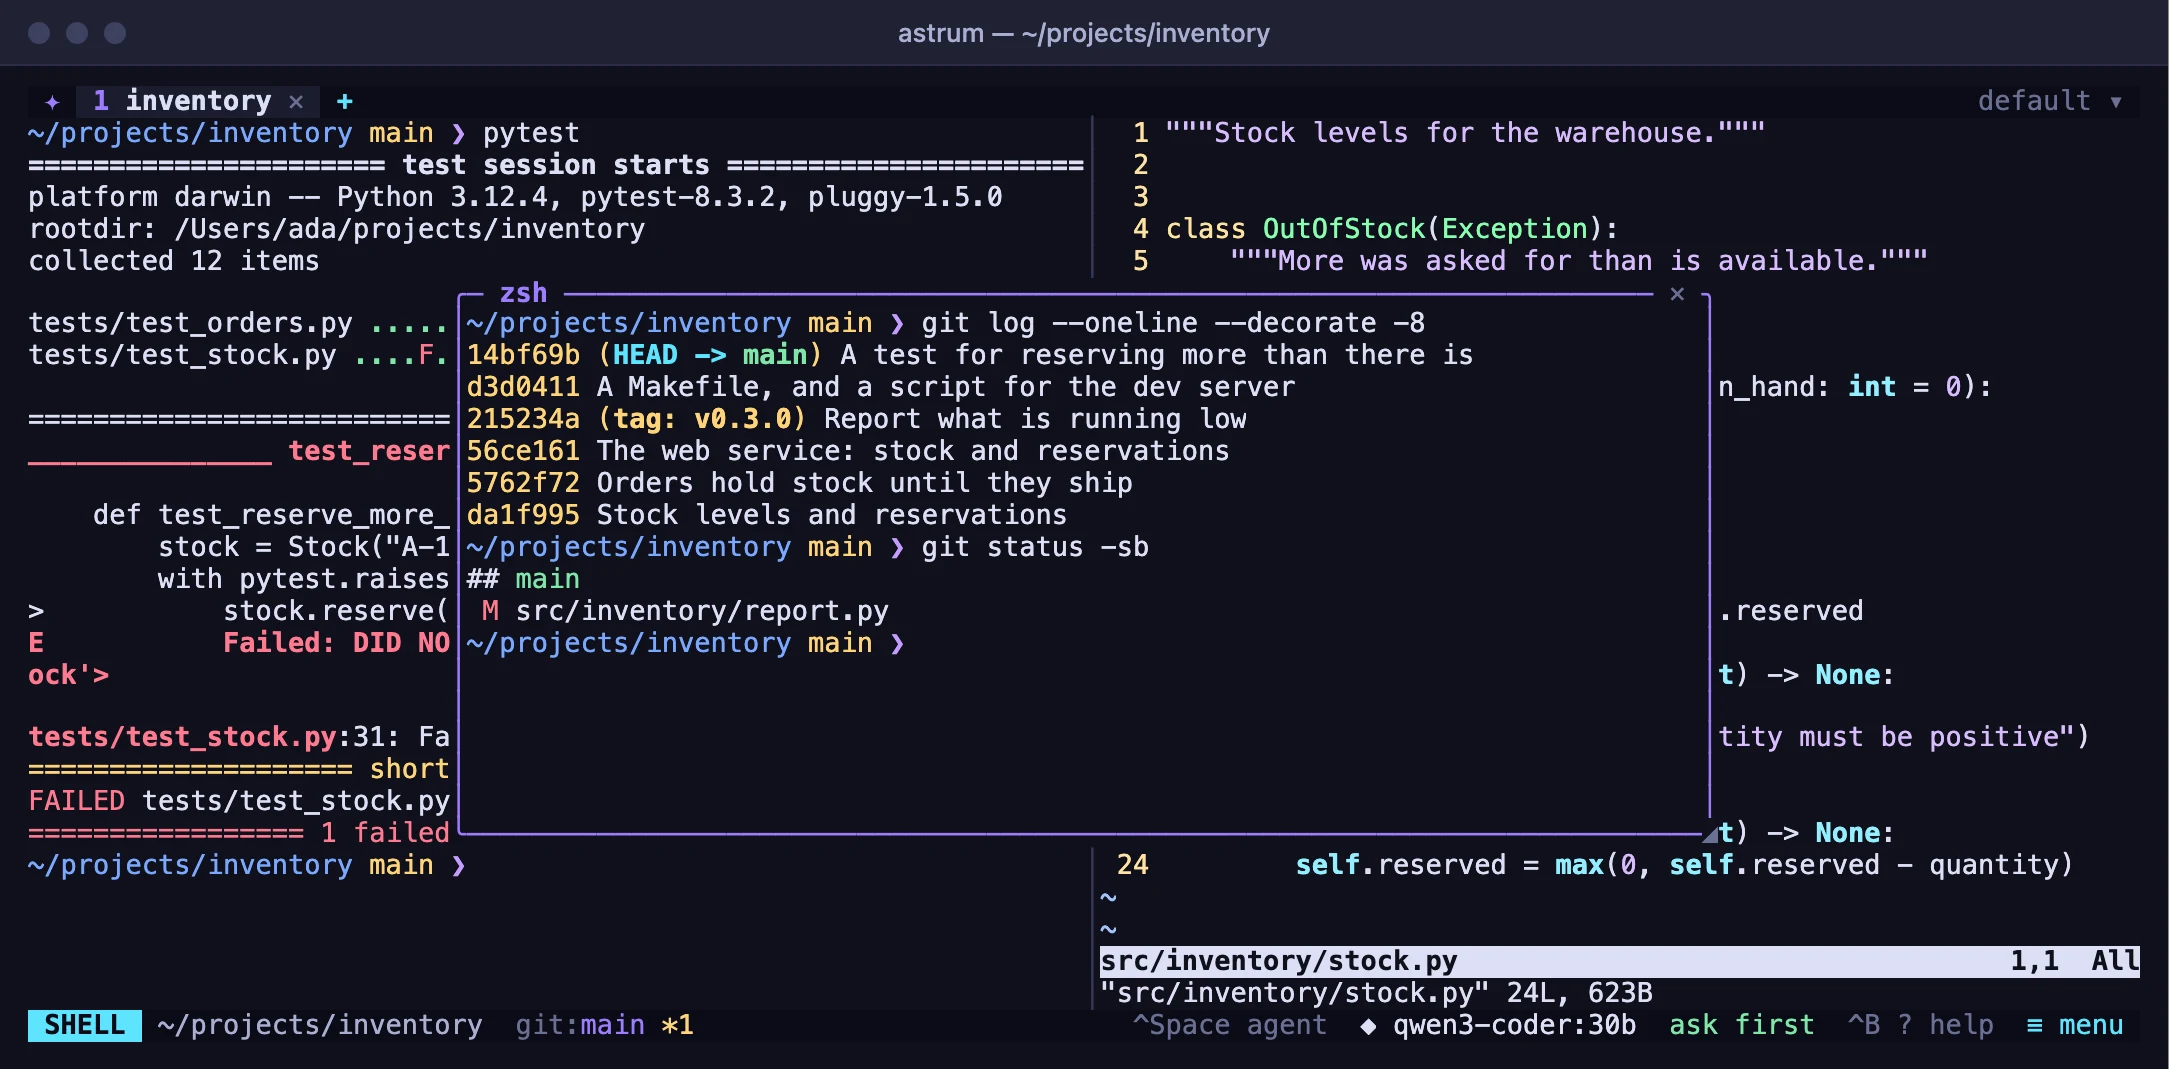 astrum — ~/projects/inventory
✦ 1 inventory × +
default ▾
~/projects/inventory main ❯ pytest
====================== test session starts ======================
platform darwin -- Python 3.12.4, pytest-8.3.2, pluggy-1.5.0
rootdir: /Users/ada/projects/inventory
collected 12 items
tests/test_orders.py .....
tests/test_stock.py ....F.
==========================
_______________ test_reser
def test_reserve_more_
stock = Stock("A-1
with pytest.raises
> stock.reserve(
E Failed: DID NO
ock'>
tests/test_stock.py:31: Fa
==================== short
FAILED tests/test_stock.py
================= 1 failed
~/projects/inventory main ❯
zsh ×
~/projects/inventory main ❯ git log --oneline --decorate -8
14bf69b (HEAD -> main) A test for reserving more than there is
d3d0411 A Makefile, and a script for the dev server
215234a (tag: v0.3.0) Report what is running low
56ce161 The web service: stock and reservations
5762f72 Orders hold stock until they ship
da1f995 Stock levels and reservations
~/projects/inventory main ❯ git status -sb
## main
M src/inventory/report.py
~/projects/inventory main ❯
1 """Stock levels for the warehouse."""
2
3
4 class OutOfStock(Exception):
5 """More was asked for than is available."""
n_hand: int = 0):
.reserved
t) -> None:
tity must be positive")
t) -> None:
24 self.reserved = max(0, self.reserved - quantity)
~
~
src/inventory/stock.py 1,1 All
"src/inventory/stock.py" 24L, 623B
SHELL ~/projects/inventory git:main *1
^Space agent ◆ qwen3-coder:30b ask first ^B ? help ≡ menu